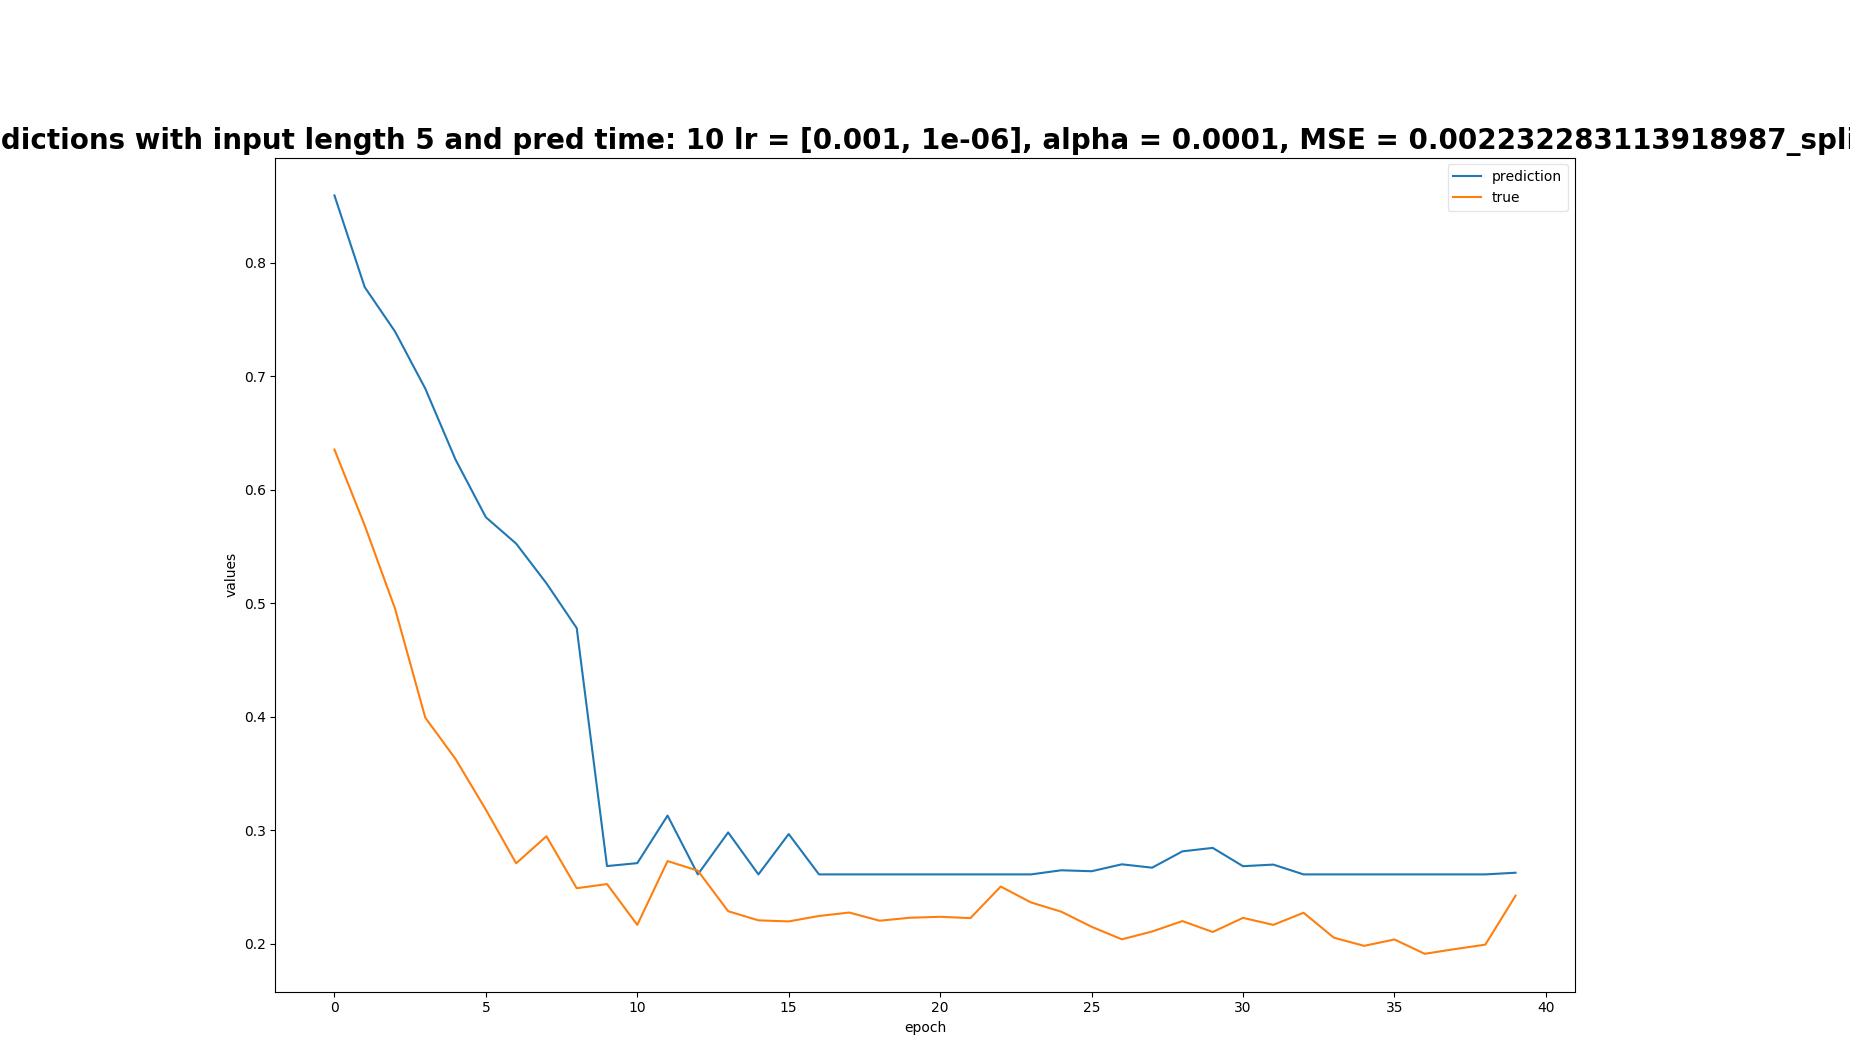 dictions with input length 5 and pred time: 10 lr = [0.001, 1e-06], alpha = 0.0001, MSE = 0.002232283113918987_spli
prediction
true
0.8
0.7
0.6
0.5
0.4
0.3
0.2
values
0 5 10 15 20 25 30 35 40
epoch